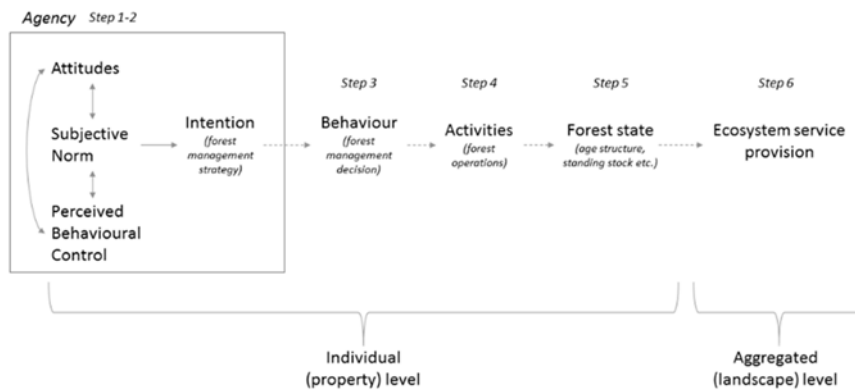 Agency Step 1-2
Attitudes
Subjective
Norm
Perceived
Behavioural
Control
Intention
(forest
management
strategy)
Step 3
Behaviour
(forest
management
decision)
Step 4
Activities
(forest
operations)
Step 5
Forest state
(age structure,
standing stock etc.)
Step 6
Ecosystem service
provision
Individual
(property) level
Aggregated
(landscape) level